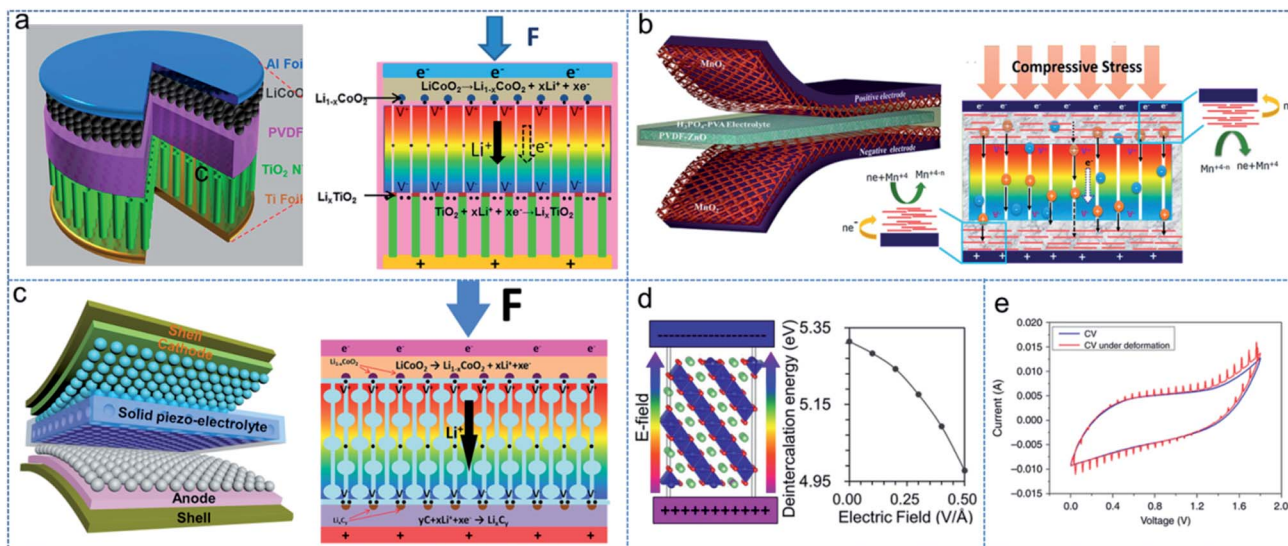 a
Al Foi
LiCoO
PVDF
TiO₂ N
Ti Foil
C
F
e⁻ e⁻ e⁻
LiCoO₂→Li₁₋ₓCoO₂ + xLi⁺ + xe⁻
Li₁₋ₓCoO₂
V⁺ V⁺ V⁺ V⁺ V⁺ V⁺ V⁺ V⁺
Li⁺
e⁻
V⁻ V⁻
LiₓTiO₂
TiO₂ + xLi⁺ + xe⁻→LiₓTiO₂
+ + +
b
MnO₂
Positive electrode
H₃PO₄-PVA Electrolyte
PVDF-ZnO
Negative electrode
MnO₂
Compressive Stress
e⁻
ne
Mn⁺⁴⁻ⁿ ne+Mn⁺⁴
ne+Mn⁺⁴ Mn⁺⁴⁻ⁿ
ne⁻
+ + + + + + +
c
Shell
Cathode
Solid piezo-electrolyte
Anode
Shell
F
e⁻ e⁻ e⁻ e⁻ e⁻
Li₁₋ₓCoO₂
LiCoO₂ → Li₁₋ₓCoO₂ + xLi⁺+xe⁻
V⁺ V⁺ V⁺ V⁺ V⁺ V⁺ V⁺ V⁺ V⁺
Li⁺
V⁻ V⁻ V⁻ V⁻ V⁻ V⁻ V⁻ V⁻ V⁻
LiₓCᵧ
yC+xLi⁺+xe⁻ → LiₓCᵧ
+ + + + +
d
E-field
++++++++++
Deintercalation energy (eV)
5.35
5.15
4.95
0.00 0.25 0.50
Electric Field (V/Å)
e
CV
CV under deformation
Current (A)
0.020
0.015
0.010
0.005
0.000
−0.005
−0.010
−0.015
0.0 0.4 0.8 1.2 1.6 2.0
Voltage (V)